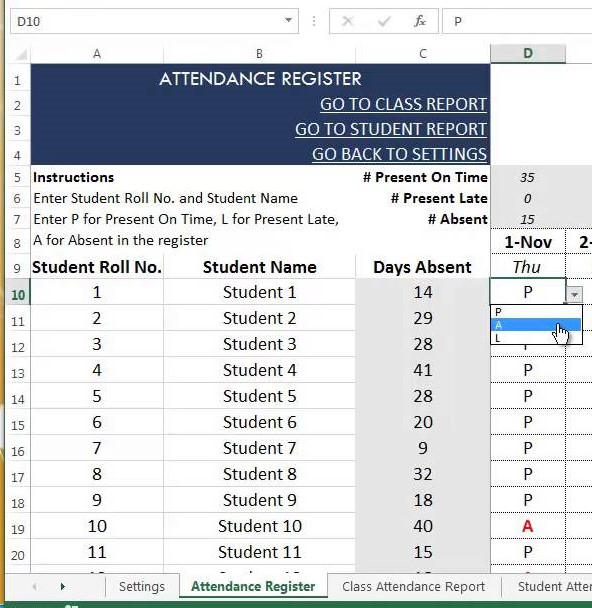 D10 fx P
A B C D
1 ATTENDANCE REGISTER
2 GO TO CLASS REPORT
3 GO TO STUDENT REPORT
4 GO BACK TO SETTINGS
5 Instructions # Present On Time 35
6 Enter Student Roll No. and Student Name # Present Late 0
7 Enter P for Present On Time, L for Present Late, # Absent 15
8 A for Absent in the register 1-Nov 2-
9 Student Roll No. Student Name Days Absent Thu
10 1 Student 1 14 P
P
A
L
11 2 Student 2 29
12 3 Student 3 28
13 4 Student 4 41 P
14 5 Student 5 28 P
15 6 Student 6 20 P
16 7 Student 7 9 P
17 8 Student 8 32 P
18 9 Student 9 18 P
19 10 Student 10 40 A
20 11 Student 11 15 P
Settings Attendance Register Class Attendance Report Student Atte